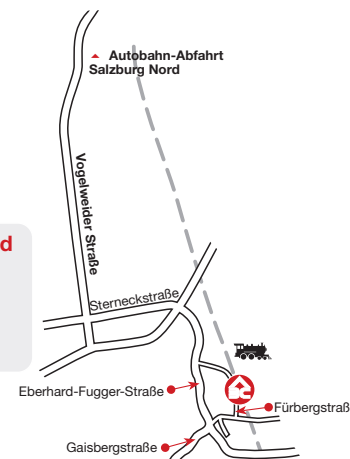 Autobahn-Abfahrt
Salzburg Nord
Vogelweider Straße
d
Sterneckstraße
Eberhard-Fugger-Straße
Fürbergstraß
Gaisbergstraße